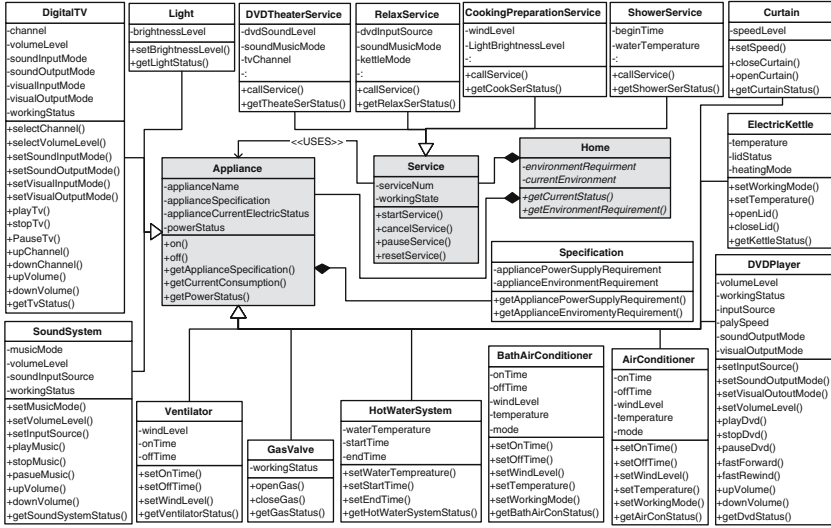 DigitalTV
-channel
-volumeLevel
-soundInputMode
-soundOutputMode
-visualInputMode
-visualOutputMode
-workingStatus
+selectChannel()
+selectVolumeLevel()
+setSoundInputMode()
+setSoundOutputMode()
+setVisualInputMode()
+setVisualOutputMode()
+playTv()
+stopTv()
+PauseTv()
+upChannel()
+downChannel()
+upVolume()
+downVolume()
+getTvStatus()
Light
-brightnessLevel
+setBrightnessLevel()
+getLightStatus()
DVDTheaterService
-dvdSoundLevel
-soundMusicMode
-tvChannel
-:
+callService()
+getTheateSerStatus()
RelaxService
-dvdInputSource
-soundMusicMode
-kettleMode
-:
+callService()
+getRelaxSerStatus()
CookingPreparationService
-windLevel
-LightBrightnessLevel
-:
+callService()
+getCookSerStatus()
ShowerService
-beginTime
-waterTemperature
-:
+callService()
+getShowerSerStatus()
Curtain
-speedLevel
+setSpeed()
+closeCurtain()
+openCurtain()
+getCurtainStatus()
<<USES>>
Appliance
-applianceName
-applianceSpecification
-applianceCurrentElectricStatus
-powerStatus
+on()
+off()
+getApplianceSpecification()
+getCurrentConsumption()
+getPowerStatus()
Service
-serviceNum
-workingState
+startService()
+cancelService()
+pauseService()
+resetService()
Home
-environmentRequirment
-currentEnvironment
+getCurrentStatus()
+getEnvironmentRequirement()
ElectricKettle
-temperature
-lidStatus
-heatingMode
+setWorkingMode()
+setTemperature()
+openLid()
+closeLid()
+getKettleStatus()
Specification
-appliancePowerSupplyRequirement
-applianceEnvironmentRequirement
+getAppliancePowerSupplyRequirement()
+getApplianceEnviromentyRequirement()
DVDPlayer
-volumeLevel
-workingStatus
-inputSource
-palySpeed
-soundOutputMode
-visualOutputMode
+setInputSource()
+setSoundOutputMode()
+setVisualOutoutMode()
+setVolumeLevel()
+playDvd()
+stopDvd()
+pauseDvd()
+fastForward()
+fastRewind()
+upVolume()
+downVolume()
+getDvdStatus()
SoundSystem
-musicMode
-volumeLevel
-soundInputSource
-workingStatus
+setMusicMode()
+setVolumeLevel()
+setInputSource()
+playMusic()
+stopMusic()
+pasueMusic()
+upVolume()
+downVolume()
+getSoundSystemStatus()
Ventilator
-windLevel
-onTime
-offTime
+setOnTime()
+setOffTime()
+setWindLevel()
+getVentilatorStatus()
GasValve
-workingStatus
+openGas()
+closeGas()
+getGasStatus()
HotWaterSystem
-waterTemperature
-startTime
-endTime
+setWaterTempreature()
+setStartTime()
+setEndTime()
+getHotWaterSystemStatus()
BathAirConditioner
-onTime
-offTime
-windLevel
-temperature
-mode
+setOnTime()
+setOffTime()
+setWindLevel()
+setTemperature()
+setWorkingMode()
+getBathAirConStatus()
AirConditioner
-onTime
-offTime
-windLevel
-temperature
-mode
+setOnTime()
+setOffTime()
+setWindLevel()
+setTemperature()
+setWorkingMode()
+getAirConStatus()